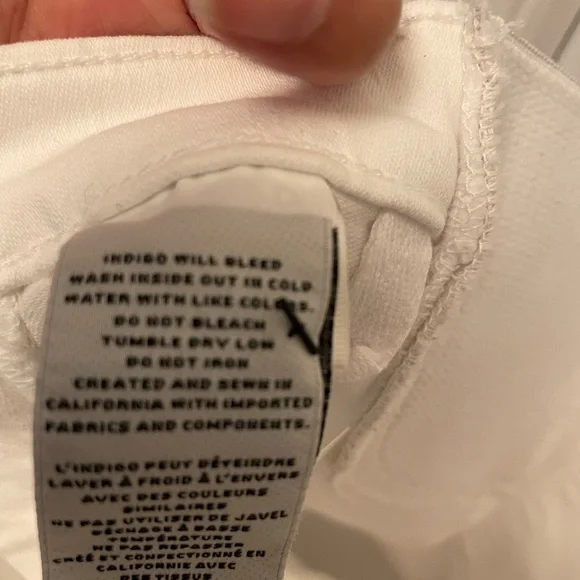 INDIGO WILL BLEED
WASH INSIDE OUT IN COLD
WATER WITH LIKE COLORS.
DO NOT BLEACH
TUMBLE DRY LOW
DO NOT IRON
CREATED AND SEWN IN
CALIFORNIA WITH IMPORTED
FABRICS AND COMPONENTS.
L'INDIGO PEUT DÉTEINDRE
LAVER À FROID À L'ENVERS
AVEC DES COULEURS
SIMILAIRES
NE PAS UTILISER DE JAVEL
SÉCHAGE À BASSE
TEMPÉRATURE
NE PAS REPASSER
CRÉÉ ET CONFECTIONNÉ EN
CALIFORNIE AVEC
DES TISSUS